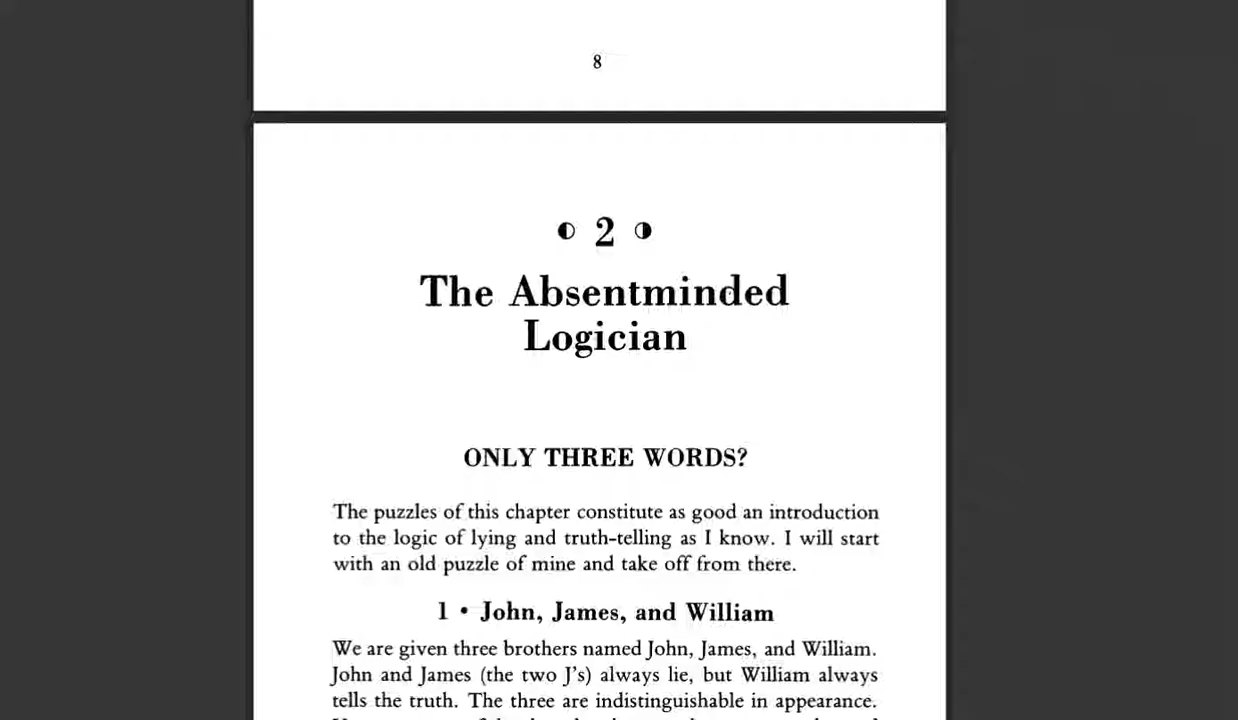 8
2
The Absentminded
Logician
ONLY THREE WORDS?
The puzzles of this chapter constitute as good an introduction
to the logic of lying and truth-telling as I know. I will start
with an old puzzle of mine and take off from there.
1 • John, James, and William
We are given three brothers named John, James, and William.
John and James (the two J's) always lie, but William always
tells the truth. The three are indistinguishable in appearance.